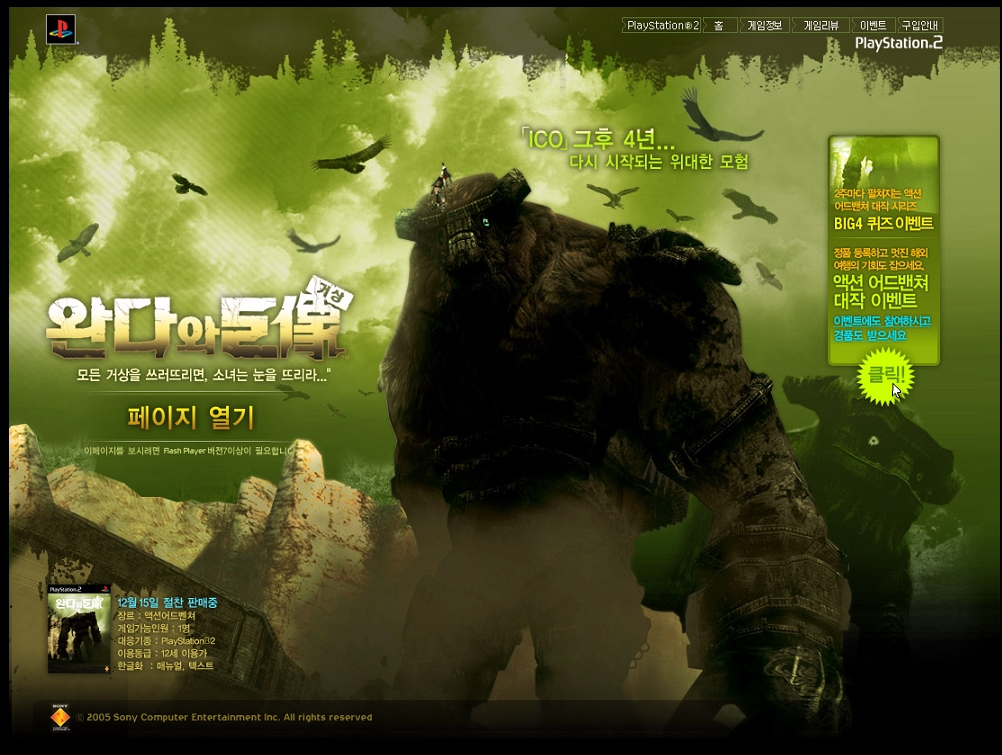 PlayStation®2
홈
게임정보
게임리뷰
이벤트
구입안내
PlayStation®2
「ICO」그후 4년...
다시 시작되는 위대한 모험
2주마다 펼쳐지는 액션
어드벤쳐 대작 시리즈
BIG4 퀴즈 이벤트
정품 등록하고 멋진 해외
여행의 기회도 잡으세요.
액션 어드밴쳐
대작 이벤트
이벤트에도 참여하시고
경품도 받으세요
클릭!
거상
완다와 巨像
모든 거상을 쓰러뜨리면, 소녀는 눈을 뜨리라..."
페이지 열기
이페이지를 보시려면 Flash Player 버전7이상이 필요합니다
PlayStation®2
완다와 巨像
12월 15일 절찬 판매중
장르 : 액션어드벤쳐
게임가능인원 : 1명
대응기종 : PlayStation®2
이용등급 : 12세 이용가
한글화 : 매뉴얼, 텍스트
SONY
© 2005 Sony Computer Entertainment Inc. All rights reserved